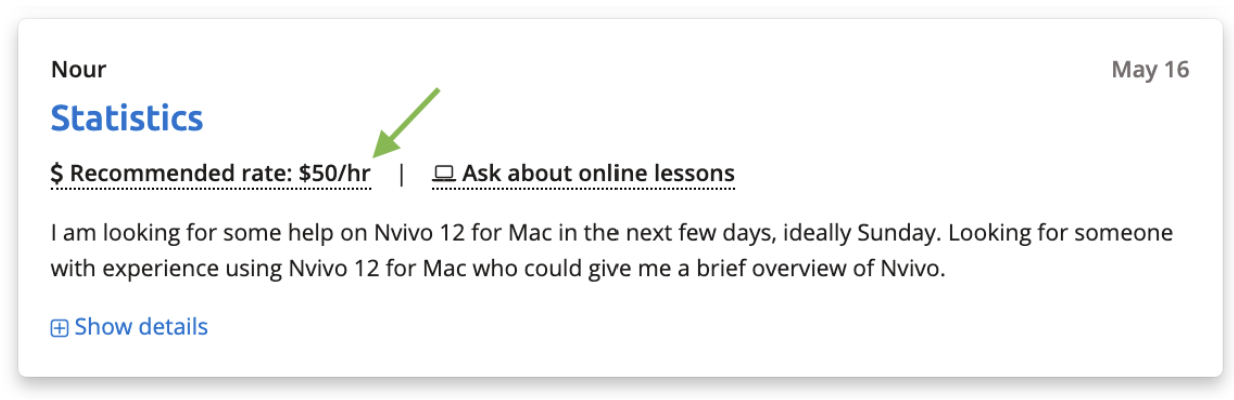 Nour
May 16
Statistics
$ Recommended rate: $50/hr | Ask about online lessons
I am looking for some help on Nvivo 12 for Mac in the next few days, ideally Sunday. Looking for someone
with experience using Nvivo 12 for Mac who could give me a brief overview of Nvivo.
Show details